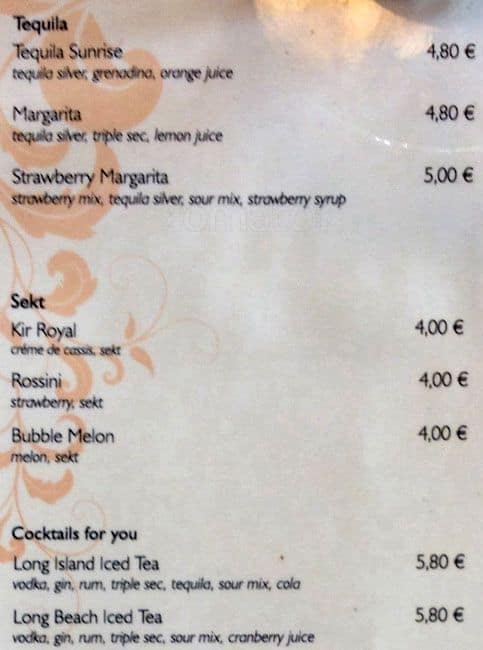 Tequila
Tequila Sunrise 4,80 €
tequila silver, grenadina, orange juice
Margarita 4,80 €
tequila silver, triple sec, lemon juice
Strawberry Margarita 5,00 €
strawberry mix, tequila silver, sour mix, strawberry syrup
zomato
Sekt
Kir Royal 4,00 €
créme de cassis, sekt
Rossini 4,00 €
strawberry, sekt
Bubble Melon 4,00 €
melon, sekt
Cocktails for you
Long Island Iced Tea 5,80 €
vodka, gin, rum, triple sec, tequila, sour mix, cola
Long Beach Iced Tea 5,80 €
vodka, gin, rum, triple sec, sour mix, cranberry juice